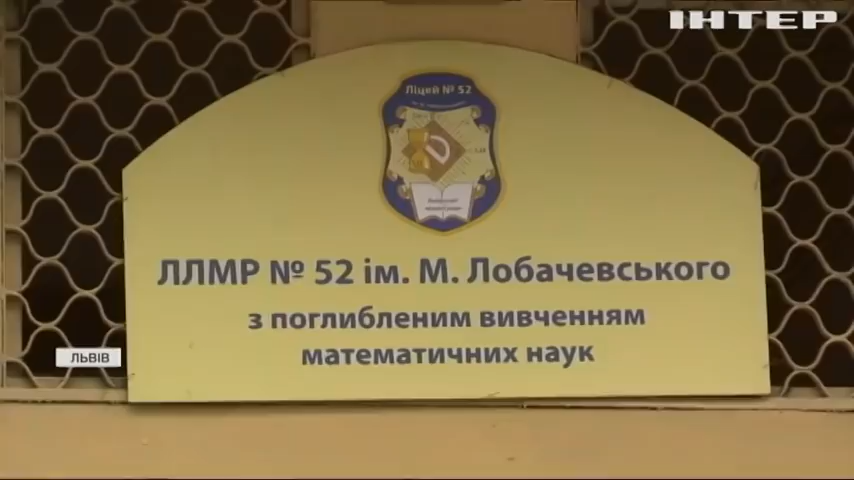 ІНТЕР
Ліцей № 52
ЛЛМР № 52 ім. М. Лобачевського
з поглибленим вивченням
математичних наук
ЛЬВІВ